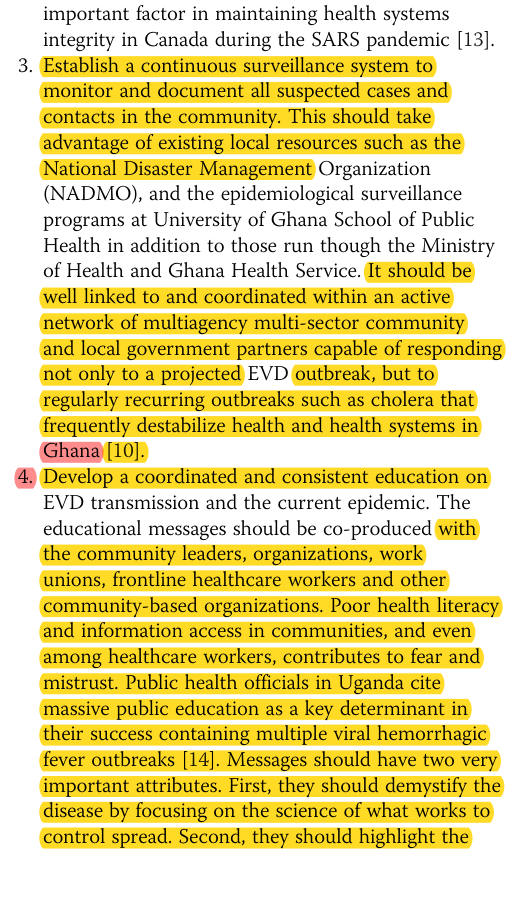 important factor in maintaining health systems
integrity in Canada during the SARS pandemic [13].
3. Establish a continuous surveillance system to
monitor and document all suspected cases and
contacts in the community. This should take
advantage of existing local resources such as the
National Disaster Management Organization
(NADMO), and the epidemiological surveillance
programs at University of Ghana School of Public
Health in addition to those run though the Ministry
of Health and Ghana Health Service. It should be
well linked to and coordinated within an active
network of multiagency multi-sector community
and local government partners capable of responding
not only to a projected EVD outbreak, but to
regularly recurring outbreaks such as cholera that
frequently destabilize health and health systems in
Ghana [10].
4. Develop a coordinated and consistent education on
EVD transmission and the current epidemic. The
educational messages should be co-produced with
the community leaders, organizations, work
unions, frontline healthcare workers and other
community-based organizations. Poor health literacy
and information access in communities, and even
among healthcare workers, contributes to fear and
mistrust. Public health officials in Uganda cite
massive public education as a key determinant in
their success containing multiple viral hemorrhagic
fever outbreaks [14]. Messages should have two very
important attributes. First, they should demystify the
disease by focusing on the science of what works to
control spread. Second, they should highlight the